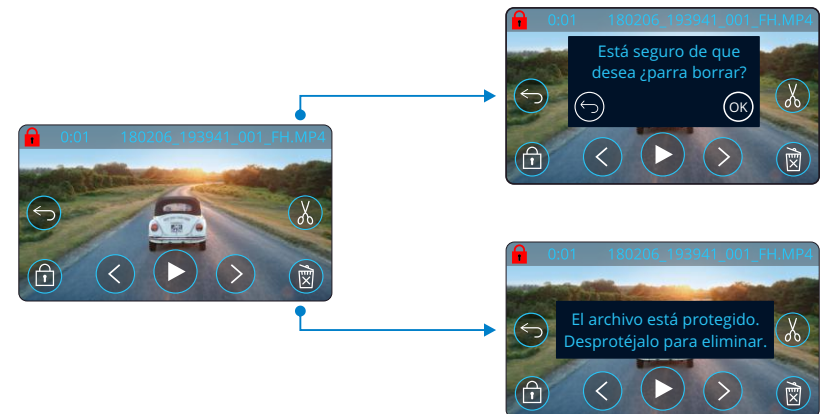 0:01 180206_193941_001_FH.MP4
Está seguro de que
desea ¿parra borrar?
OK
0:01 180206_193941_001_FH.MP4
0:01 180206_193941_001_FH.MP4
El archivo está protegido.
Desprotéjalo para eliminar.